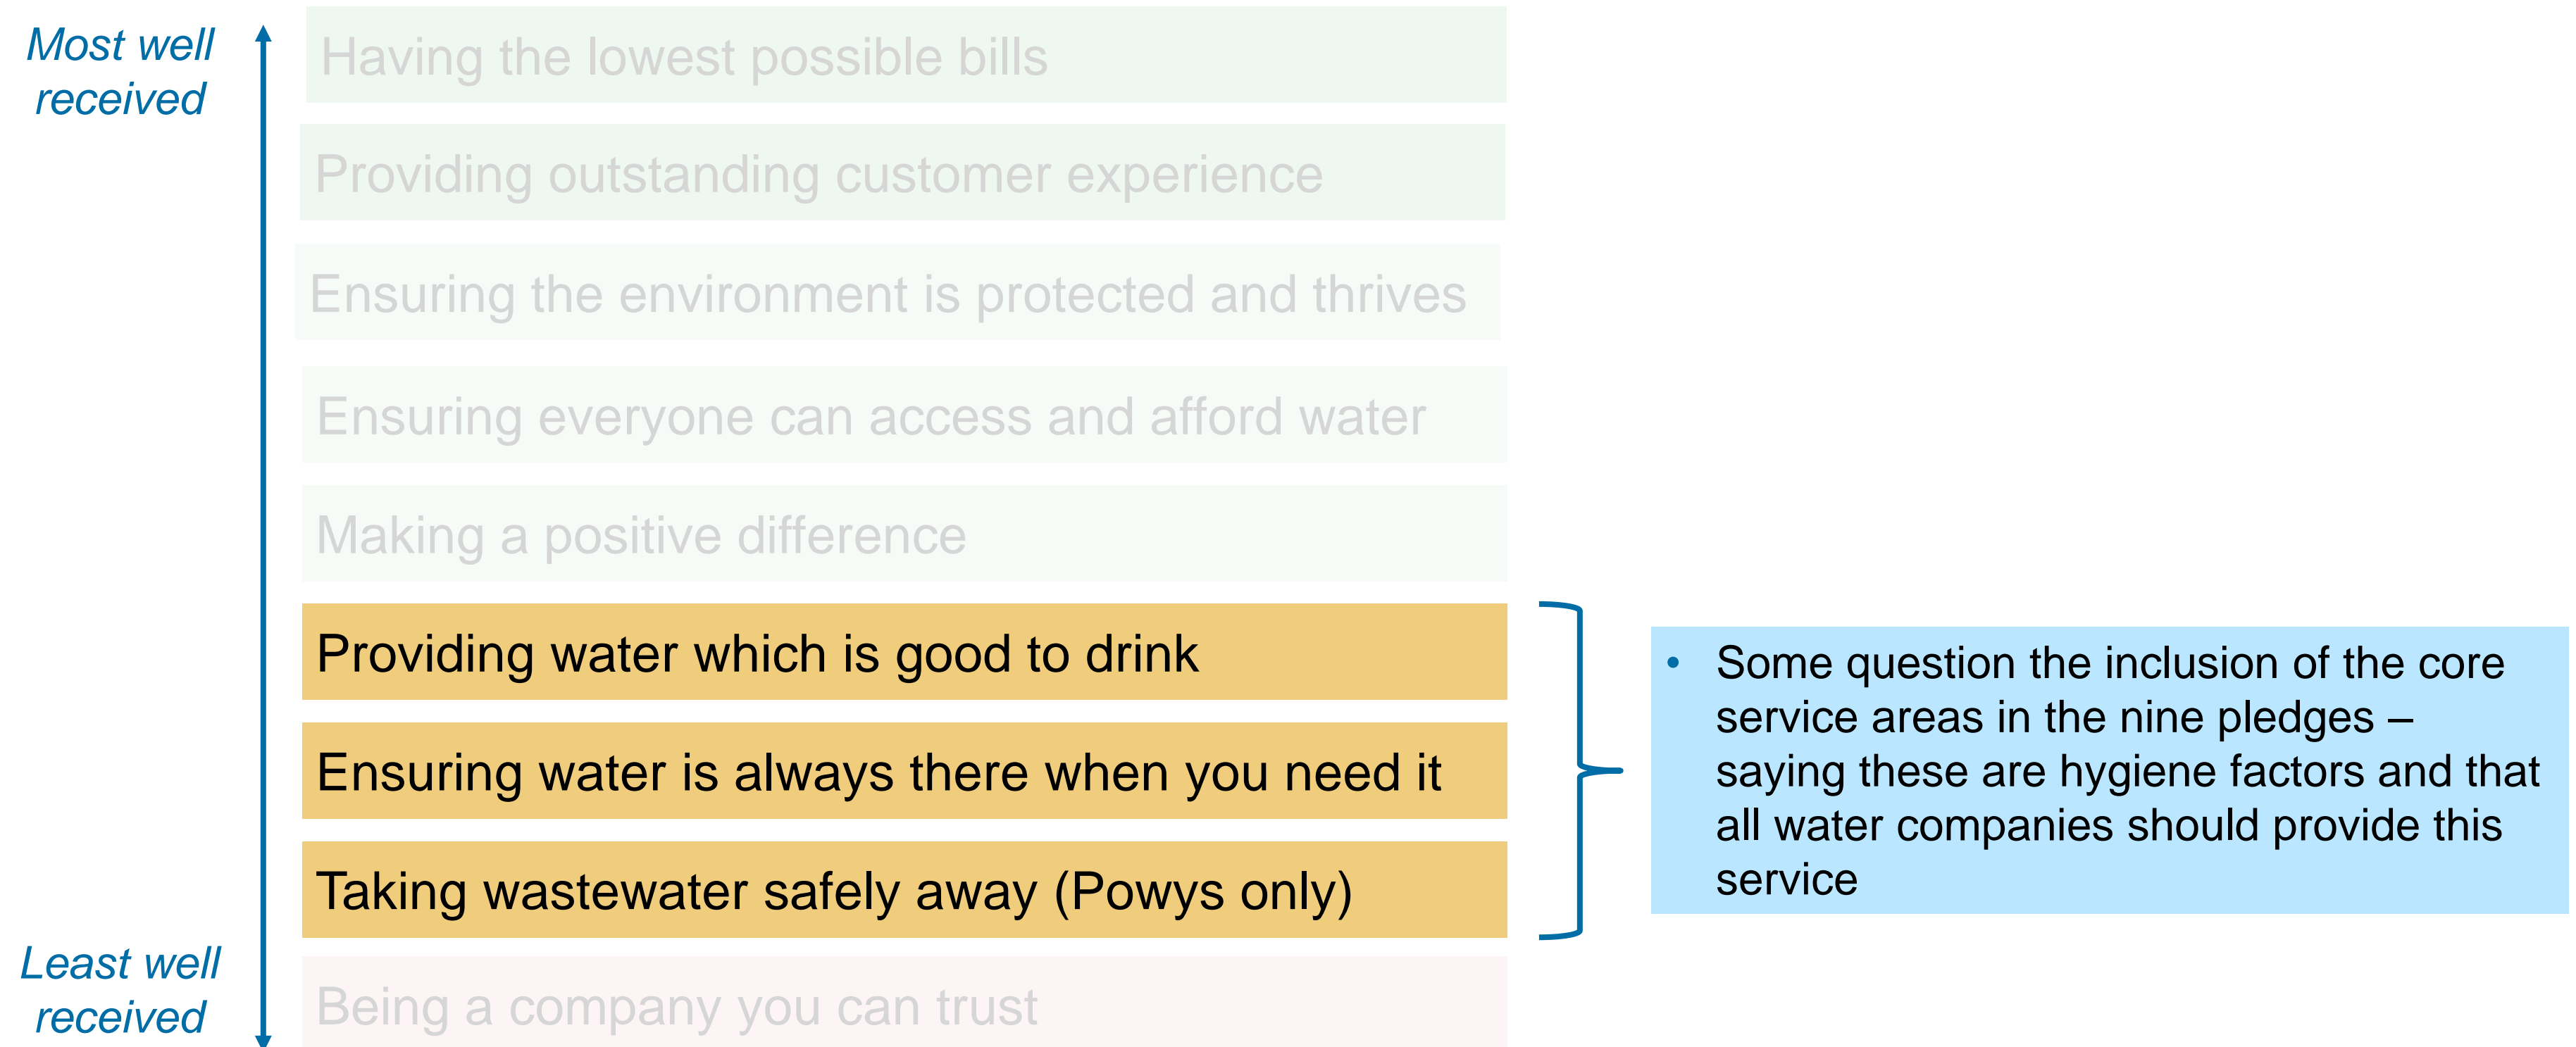 Most well
received
Having the lowest possible bills
Providing outstanding customer experience
Ensuring the environment is protected and thrives
Ensuring everyone can access and afford water
Making a positive difference
Providing water which is good to drink
Ensuring water is always there when you need it
Taking wastewater safely away (Powys only)
Being a company you can trust
Least well
received
• Some question the inclusion of the core
service areas in the nine pledges –
saying these are hygiene factors and that
all water companies should provide this
service